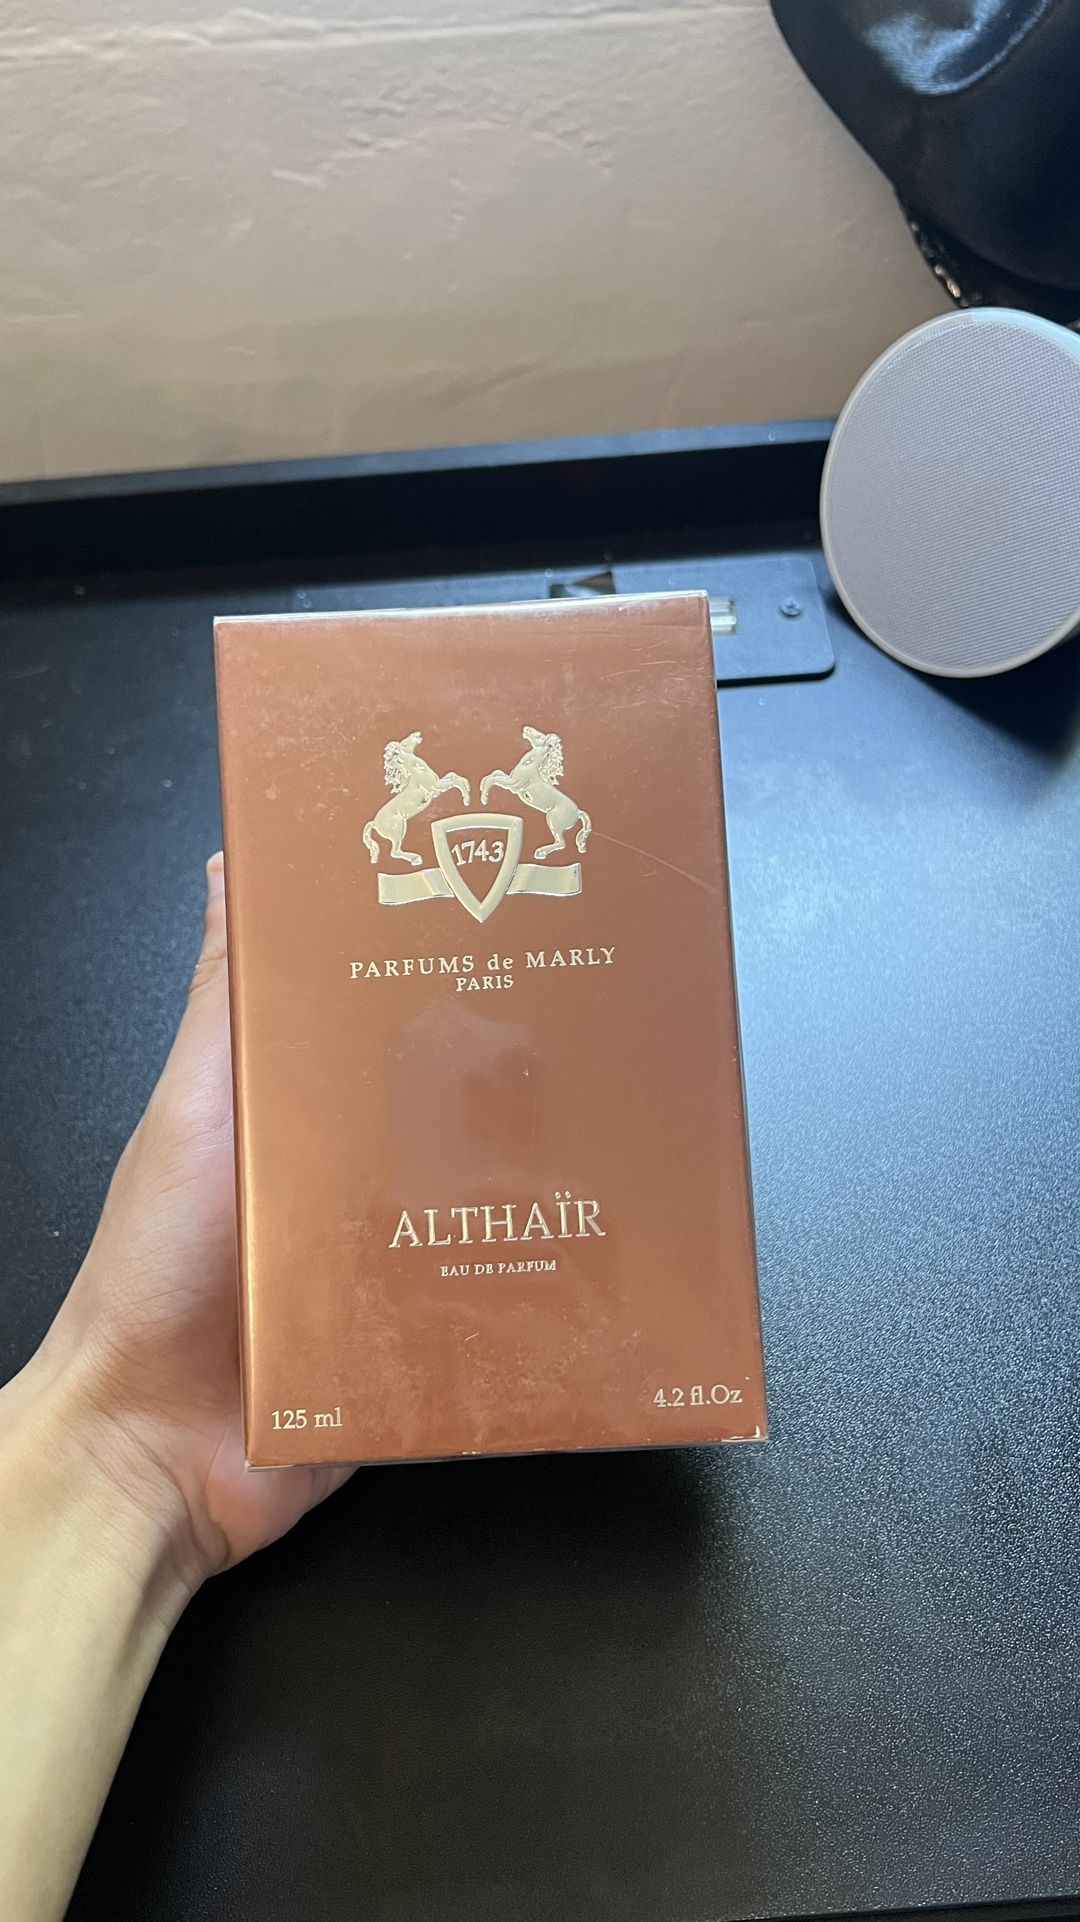 1743
PARFUMS de MARLY
PARIS
ALTHAÏR
EAU DE PARFUM
125 ml
4.2 fl.Oz